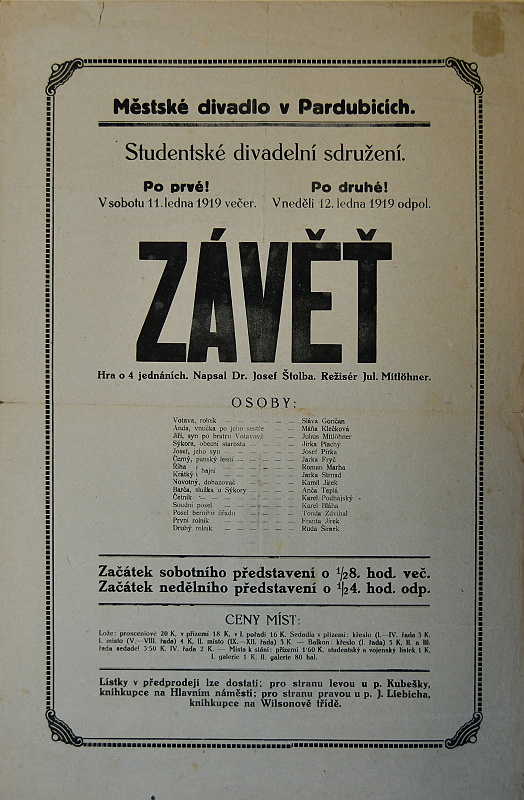 Městské divadlo v Pardubicích.
Studentské divadelní sdružení.
Po prvé!
V sobotu 11. ledna 1919 večer.
Po druhé!
V neděli 12. ledna 1919 odpol.
ZÁVĚŤ
Hra o 4 jednáních. Napsal Dr. Josef Štolba. Režisér Jul. Mitlöhner.
OSOBY:
Votava, rolník — — — — — Sláva Goričan
Anda, vnučka po jeho sestře — — Máňa Klečková
Jiří, syn po bratru Votavově — — Julius Mitlöhner
Sýkora, obecní starosta — — — — Jirka Plachý
Josef, jeho syn — — — — — Josef Pirka
Černý, panský lesní — — — — Jarka Fryč
Říha } hajní — — — — Roman Marha
Krátký } — — — — Jarka Strnad
Novotný, dohazovač — — — — Kamil Jirek
Barča, služka u Sýkory — — — — Anča Teplá
Četník — — — — — Karel Podhajský
Soudní posel — — — — — Karel Bláha
Posel berního úřadu — — — — Tonda Zdvihal
První rolník — — — — — Franta Jirek
Druhý rolník — — — — — Ruda Širůček
Začátek sobotního představení o 1/2 8. hod. več.
Začátek nedělního představení o 1/2 4. hod. odp.
CENY MÍST:
Lože: prosceniové 20 K, v přízemí 18 K, v I. pořadí 16 K. Sedadla v přízemí: křeslo (I.—IV. řada 5 K,
I. místo (V.—VIII. řada) 4 K, II. místo (IX.—XII. řada) 3 K. — Balkon: křeslo (I. řada) 5 K, II. a III.
řada sedadel 3·50 K, IV. řada 2 K. — Místa k stání: přízemí 1·60 K, studentský a vojenský lístek 1 K,
I. galerie 1 K, II. galerie 80 hal.
Lístky v předprodeji lze dostati: pro stranu levou u p. Kubešky,
knihkupce na Hlavním náměstí; pro stranu pravou u p. J. Liebicha,
knihkupce na Wilsonově třídě.